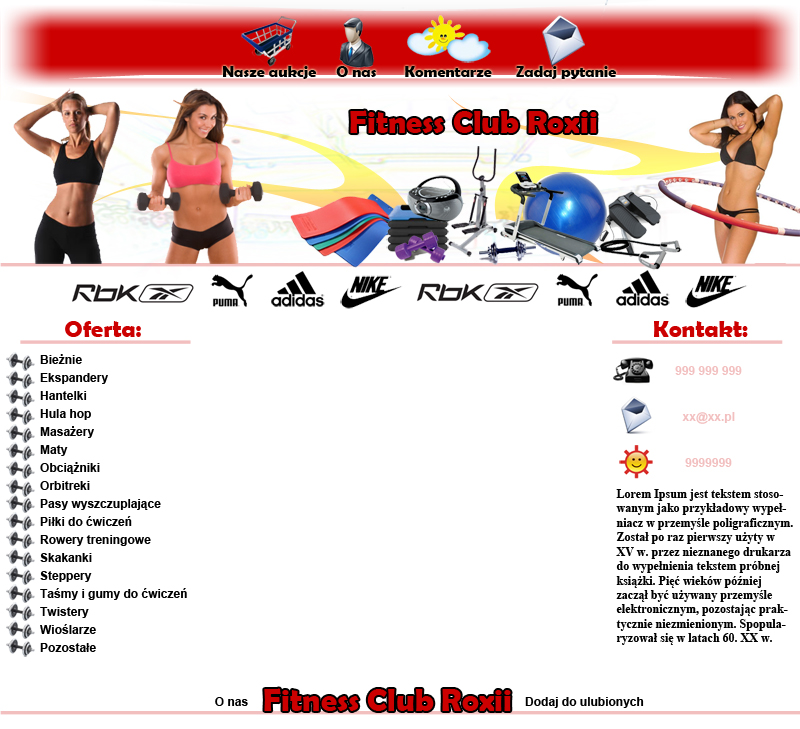 Nasze aukcje O nas Komentarze Zadaj pytanie
Fitness Club Roxii
RbK PUMA adidas NIKE RbK PUMA adidas NIKE
Oferta:
Bieżnie
Ekspandery
Hantelki
Hula hop
Masażery
Maty
Obciążniki
Orbitreki
Pasy wyszczuplające
Piłki do ćwiczeń
Rowery treningowe
Skakanki
Steppery
Taśmy i gumy do ćwiczeń
Twistery
Wioślarze
Pozostałe
Kontakt:
999 999 999
xx@xx.pl
9999999
Lorem Ipsum jest tekstem stoso-
wanym jako przykładowy wypeł-
niacz w przemyśle poligraficznym.
Został po raz pierwszy użyty w
XV w. przez nieznanego drukarza
do wypełnienia tekstem próbnej
książki. Pięć wieków później
zaczął być używany przemyśle
elektronicznym, pozostając prak-
tycznie niezmienionym. Spopula-
ryzował się w latach 60. XX w.
O nas Fitness Club Roxii Dodaj do ulubionych